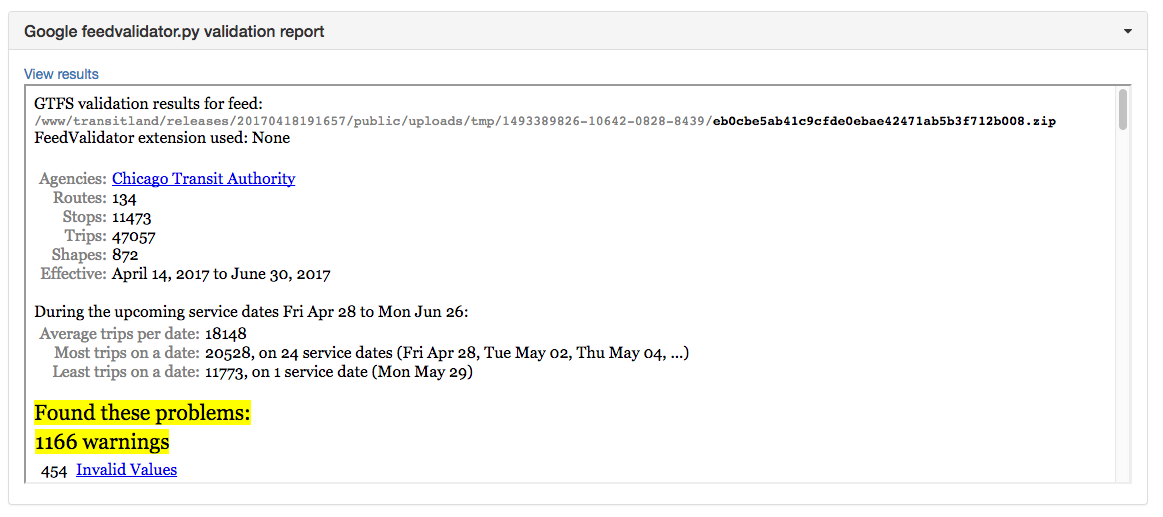 Google feedvalidator.py validation report
View results
GTFS validation results for feed:
/www/transitland/releases/20170418191657/public/uploads/tmp/1493389826-10642-0828-8439/eb0cbe5ab41c9cfde0ebae42471ab5b3f712b008.zip
FeedValidator extension used: None
Agencies: Chicago Transit Authority
Routes: 134
Stops: 11473
Trips: 47057
Shapes: 872
Effective: April 14, 2017 to June 30, 2017
During the upcoming service dates Fri Apr 28 to Mon Jun 26:
Average trips per date: 18148
Most trips on a date: 20528, on 24 service dates (Fri Apr 28, Tue May 02, Thu May 04, ...)
Least trips on a date: 11773, on 1 service date (Mon May 29)
Found these problems:
1166 warnings
454 Invalid Values